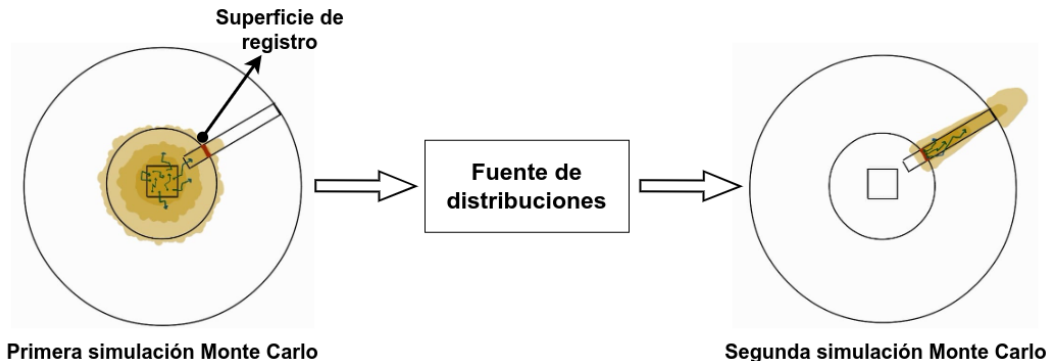 Superficie de
registro
Fuente de
distribuciones
Primera simulación Monte Carlo
Segunda simulación Monte Carlo